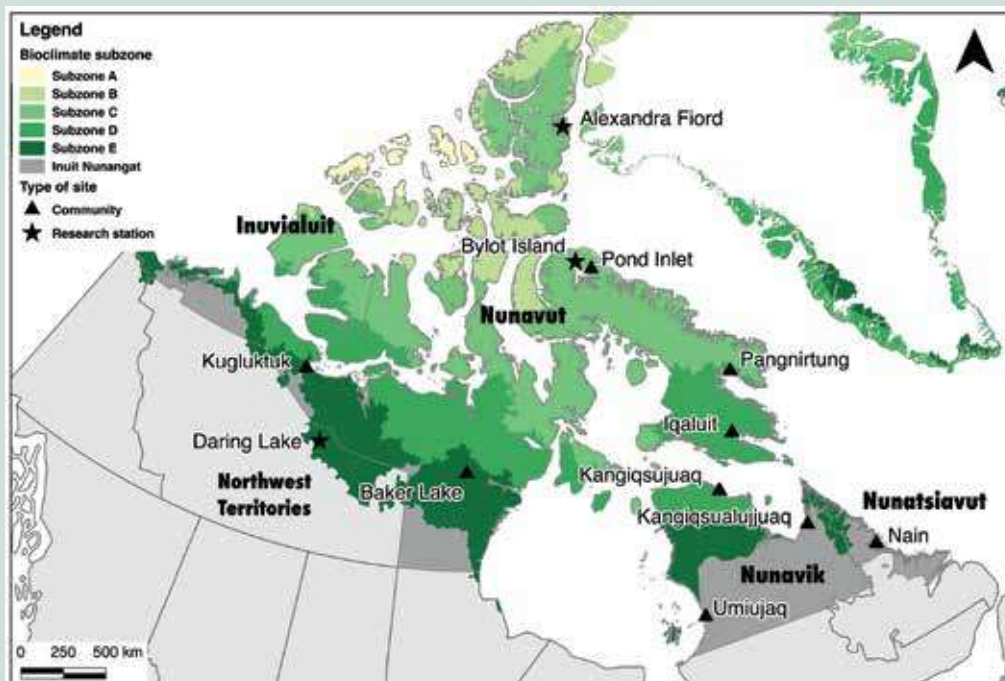 Legend
Bioclimate subzone
Subzone A
Subzone B
Subzone C
Subzone D
Subzone E
Inuit Nunangat
Type of site
Community
Research station
Alexandra Fiord
Inuvialuit
Bylot Island
Pond Inlet
Nunavut
Kugluktuk
Pangnirtung
Iqaluit
Daring Lake
Kangiqsujuaq
Baker Lake
Northwest
Territories
Kangiqsualujjuaq
Nunatsiavut
Nain
Nunavik
Umiujaq
0 250 500 km